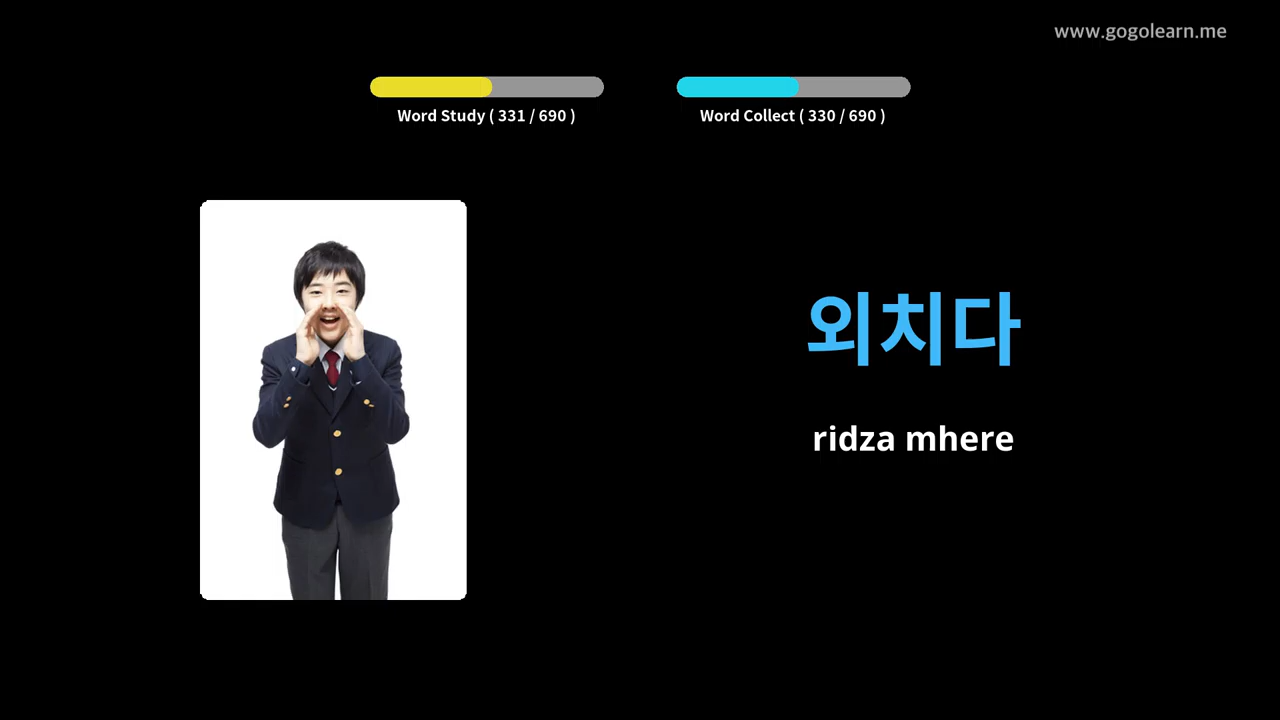 www.gogolearn.me
Word Study ( 331 / 690 )
Word Collect ( 330 / 690 )
외치다
ridza mhere